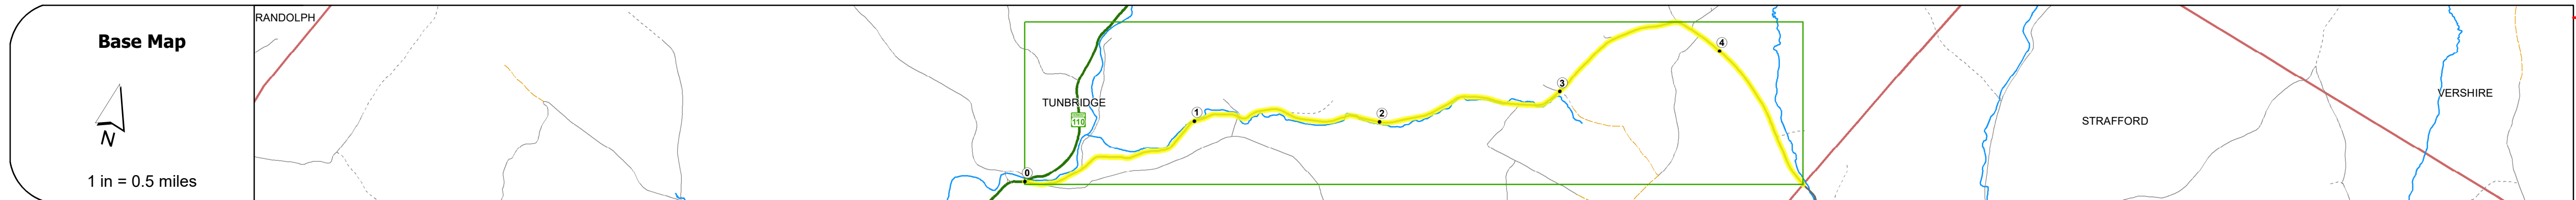 Base Map
N
1 in = 0.5 miles
RANDOLPH
TUNBRIDGE
110
0
1
2
3
4
STRAFFORD
VERSHIRE